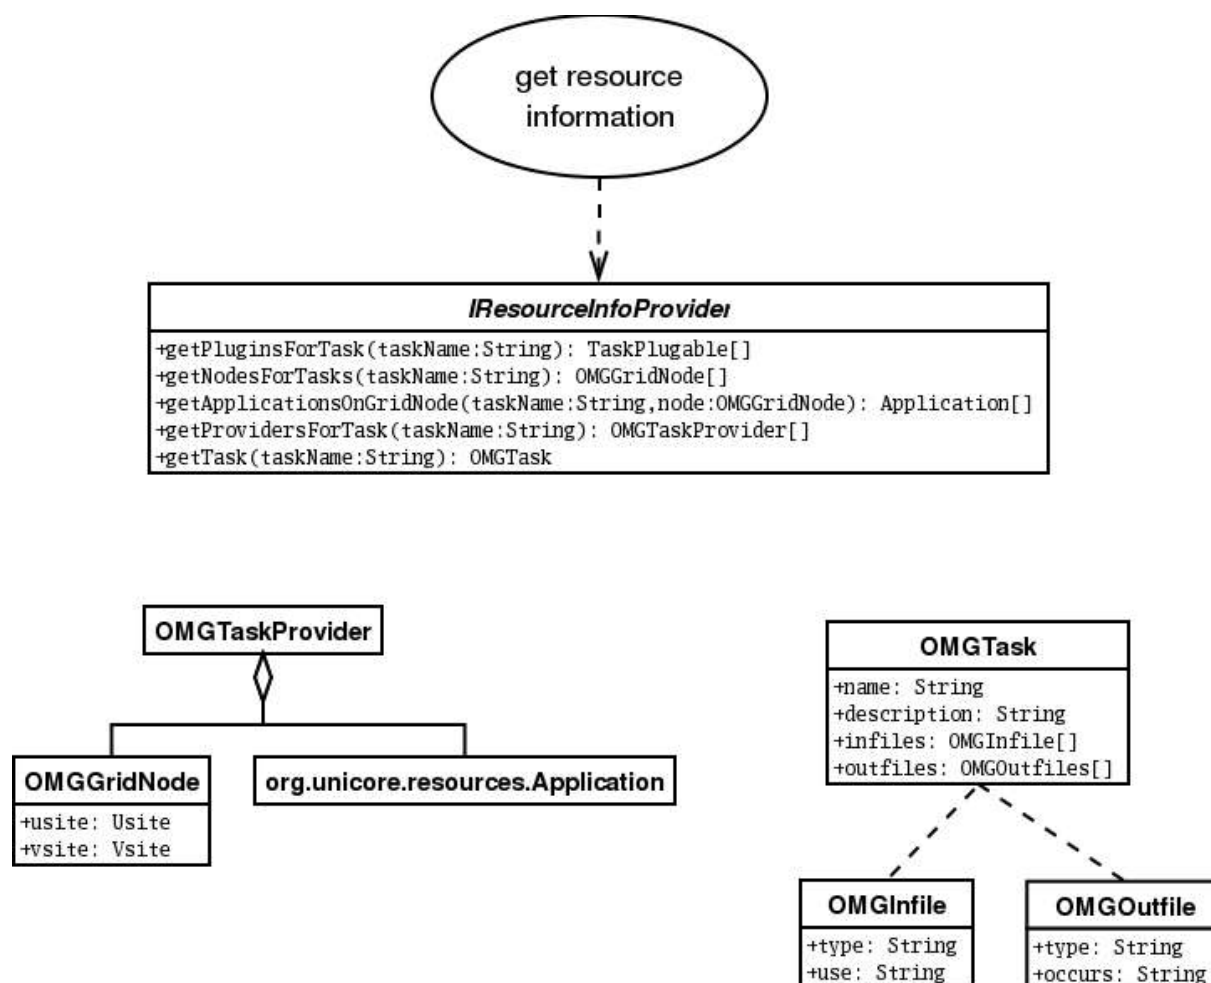 get resource
information
IResourceInfoProvider
+getPluginsForTask(taskName:String): TaskPlugable[]
+getNodesForTasks(taskName:String): OMGGridNode[]
+getApplicationsOnGridNode(taskName:String,node:OMGGridNode): Application[]
+getProvidersForTask(taskName:String): OMGTaskProvider[]
+getTask(taskName:String): OMGTask
OMGTaskProvider
OMGGridNode
+usite: Usite
+vsite: Vsite
org.unicore.resources.Application
OMGTask
+name: String
+description: String
+infiles: OMGInfile[]
+outfiles: OMGOutfiles[]
OMGInfile
+type: String
+use: String
OMGOutfile
+type: String
+occurs: String